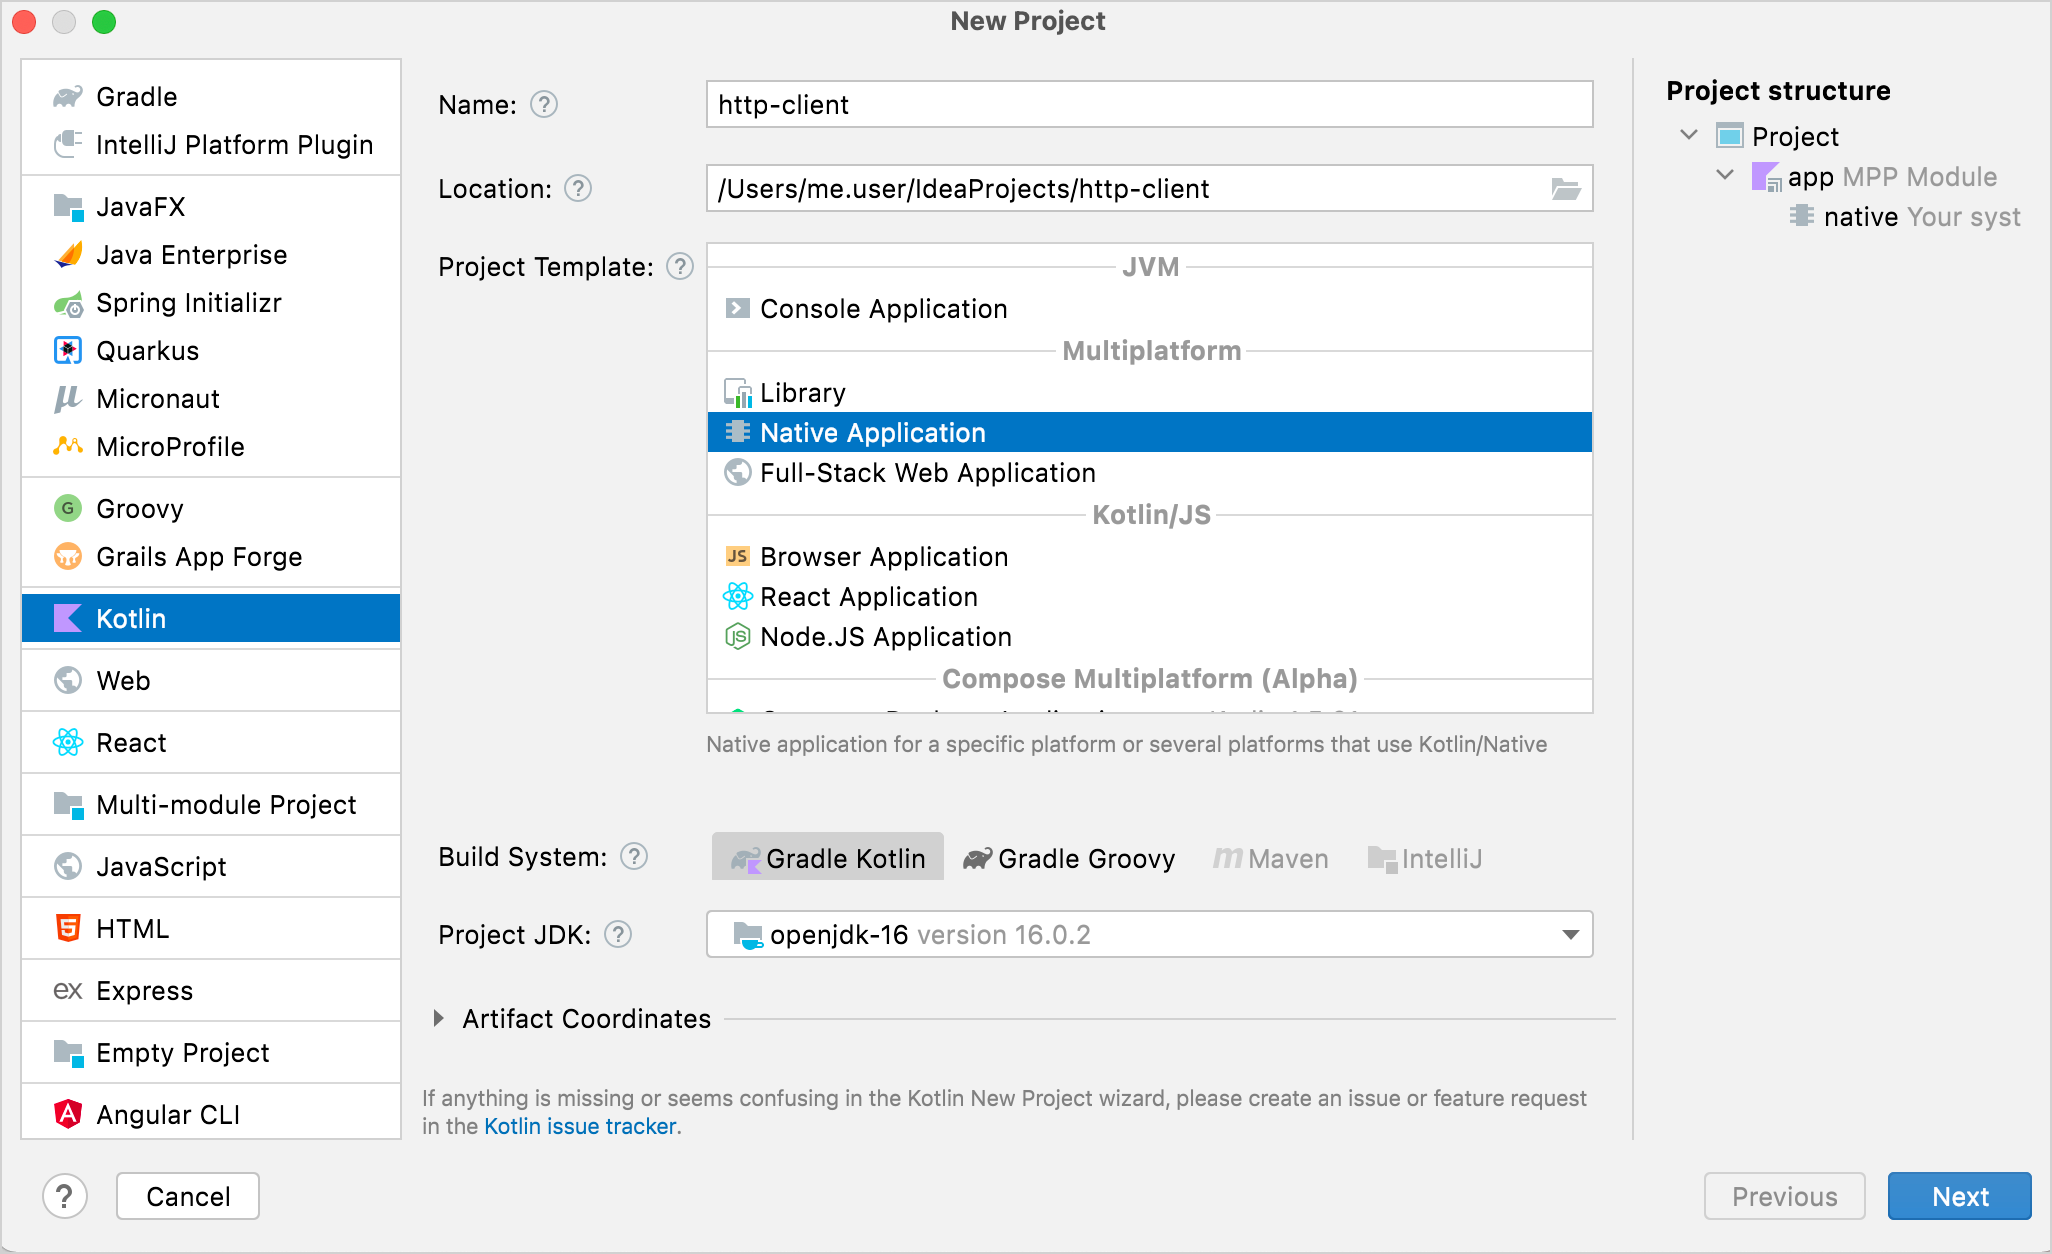 New Project
Gradle
IntelliJ Platform Plugin
JavaFX
Java Enterprise
Spring Initializr
Quarkus
Micronaut
MicroProfile
G Groovy
Grails App Forge
Kotlin
Web
React
Multi-module Project
JavaScript
HTML
ex Express
Empty Project
Angular CLI
Name: ?
http-client
Location: ?
/Users/me.user/IdeaProjects/http-client
Project Template: ?
JVM
Console Application
Multiplatform
Library
Native Application
Full-Stack Web Application
Kotlin/JS
JS Browser Application
React Application
JS Node.JS Application
Compose Multiplatform (Alpha)
Native application for a specific platform or several platforms that use Kotlin/Native
Build System: ?
Gradle Kotlin
Gradle Groovy
m Maven
IntelliJ
Project JDK: ?
openjdk-16 version 16.0.2
Artifact Coordinates
If anything is missing or seems confusing in the Kotlin New Project wizard, please create an issue or feature request
in the Kotlin issue tracker.
Project structure
Project
app MPP Module
native Your syst
?
Cancel
Previous
Next